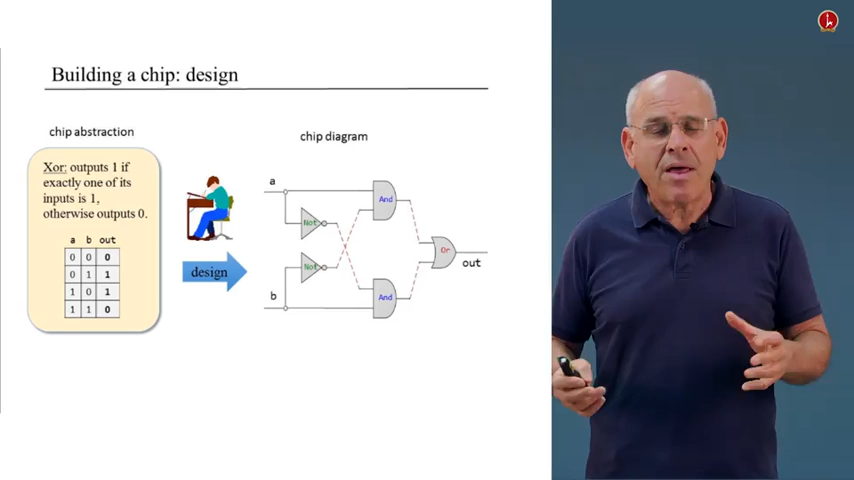 Building a chip: design
chip abstraction
chip diagram
Xor: outputs 1 if
exactly one of its
inputs is 1,
otherwise outputs 0.
a b out
0 0 0
0 1 1
1 0 1
1 1 0
design
a
b
Not
Not
And
And
Or
out